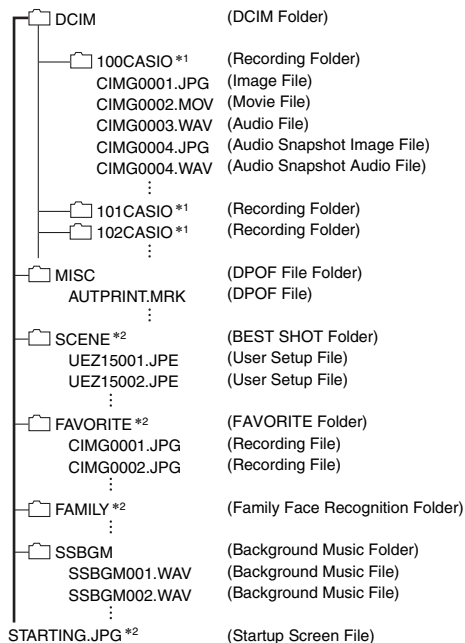 DCIM (DCIM Folder)
100CASIO *1 (Recording Folder)
CIMG0001.JPG (Image File)
CIMG0002.MOV (Movie File)
CIMG0003.WAV (Audio File)
CIMG0004.JPG (Audio Snapshot Image File)
CIMG0004.WAV (Audio Snapshot Audio File)
101CASIO *1 (Recording Folder)
102CASIO *1 (Recording Folder)
MISC (DPOF File Folder)
AUTPRINT.MRK (DPOF File)
SCENE *2 (BEST SHOT Folder)
UEZ15001.JPE (User Setup File)
UEZ15002.JPE (User Setup File)
FAVORITE *2 (FAVORITE Folder)
CIMG0001.JPG (Recording File)
CIMG0002.JPG (Recording File)
FAMILY *2 (Family Face Recognition Folder)
SSBGM (Background Music Folder)
SSBGM001.WAV (Background Music File)
SSBGM002.WAV (Background Music File)
STARTING.JPG *2 (Startup Screen File)